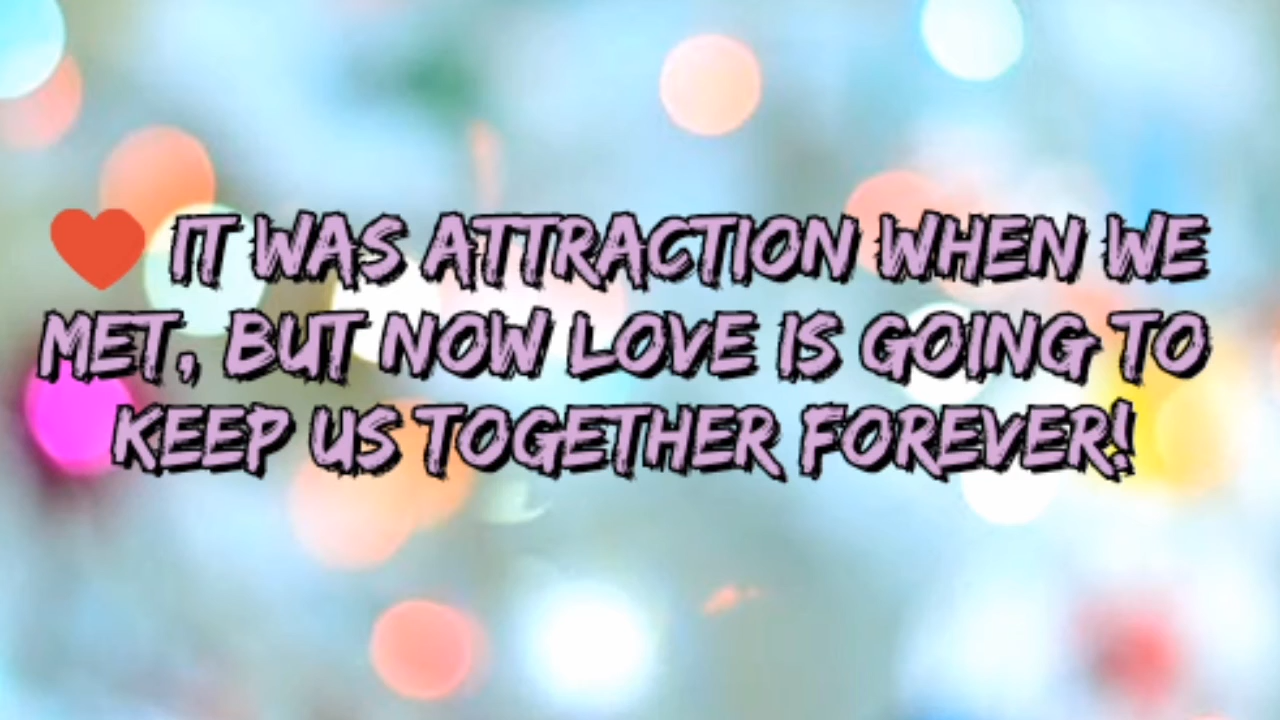 ❤️ IT WAS ATTRACTION WHEN WE
MET, BUT NOW LOVE IS GOING TO
KEEP US TOGETHER FOREVER!